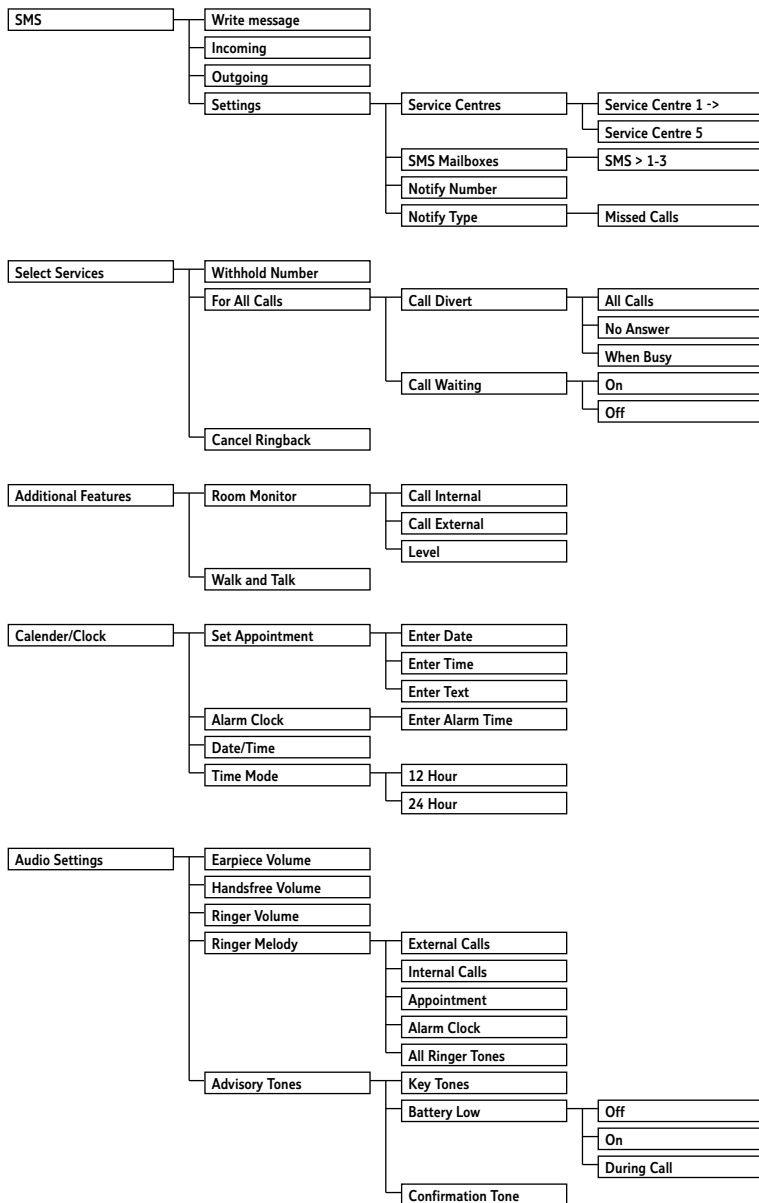 SMS Write message
Incoming
Outgoing
Settings Service Centres Service Centre 1 ->
Service Centre 5
SMS Mailboxes SMS > 1-3
Notify Number
Notify Type Missed Calls
Select Services Withhold Number
For All Calls Call Divert All Calls
No Answer
When Busy
Call Waiting On
Off
Cancel Ringback
Additional Features Room Monitor Call Internal
Call External
Level
Walk and Talk
Calender/Clock Set Appointment Enter Date
Enter Time
Enter Text
Alarm Clock Enter Alarm Time
Date/Time
Time Mode 12 Hour
24 Hour
Audio Settings Earpiece Volume
Handsfree Volume
Ringer Volume
Ringer Melody External Calls
Internal Calls
Appointment
Alarm Clock
All Ringer Tones
Advisory Tones Key Tones
Battery Low Off
On
During Call
Confirmation Tone